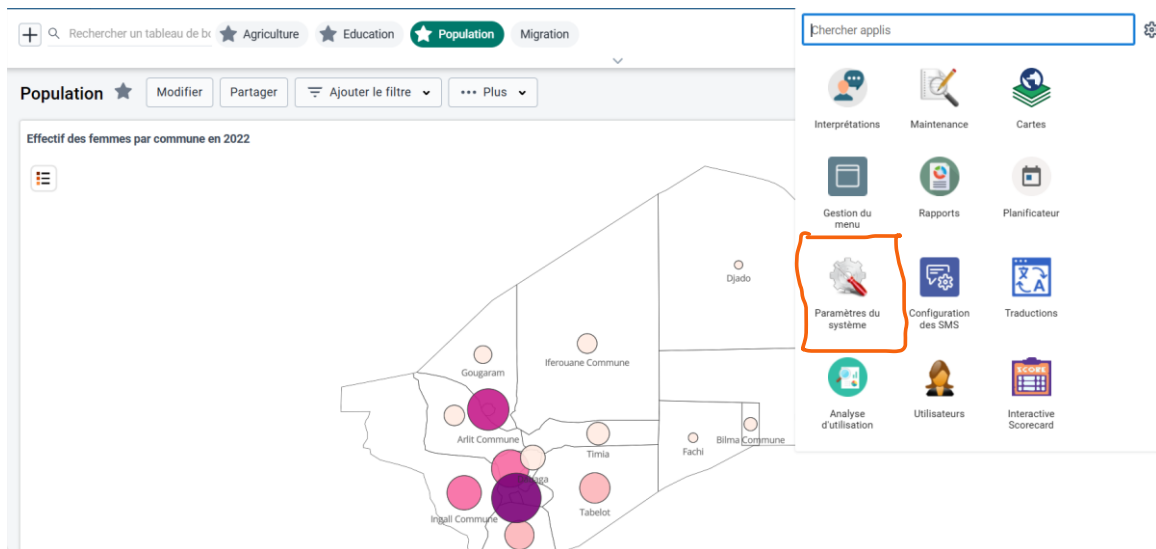 Rechercher un tableau de bo
Agriculture
Education
Population
Migration
Chercher applis
Population
Modifier
Partager
Ajouter le filtre
••• Plus
Effectif des femmes par commune en 2022
Interprétations
Maintenance
Cartes
Gestion du
menu
Rapports
Planificateur
Paramètres du
système
Configuration
des SMS
Traductions
SCORE
Analyse
d'utilisation
Utilisateurs
Interactive
Scorecard
Djado
Iferouane Commune
Gougaram
Arlit Commune
Timia
Fachi
Bilma Commune
Ingall Commune
Tabelot